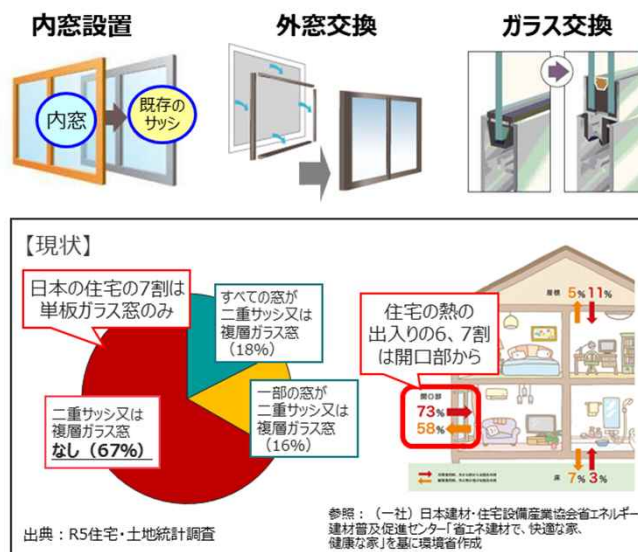 内窓設置
外窓交換
ガラス交換
内窓
既存の
サッシ
【現状】
日本の住宅の7割は
単板ガラス窓のみ
すべての窓が
二重サッシ又は
複層ガラス窓
(18%)
一部の窓が
二重サッシ又は
複層ガラス窓
(16%)
二重サッシ又は
複層ガラス窓
なし(67%)
出典:R5住宅・土地統計調査
住宅の熱の
出入りの6、7割
は開口部から
屋根 5% 11%
開口部
73%
58%
床 7% 3%
参照:(一社)日本建材・住宅設備産業協会省エネルギー
建材普及促進センター「省エネ建材で、快適な家、
健康な家」を基に環境省作成